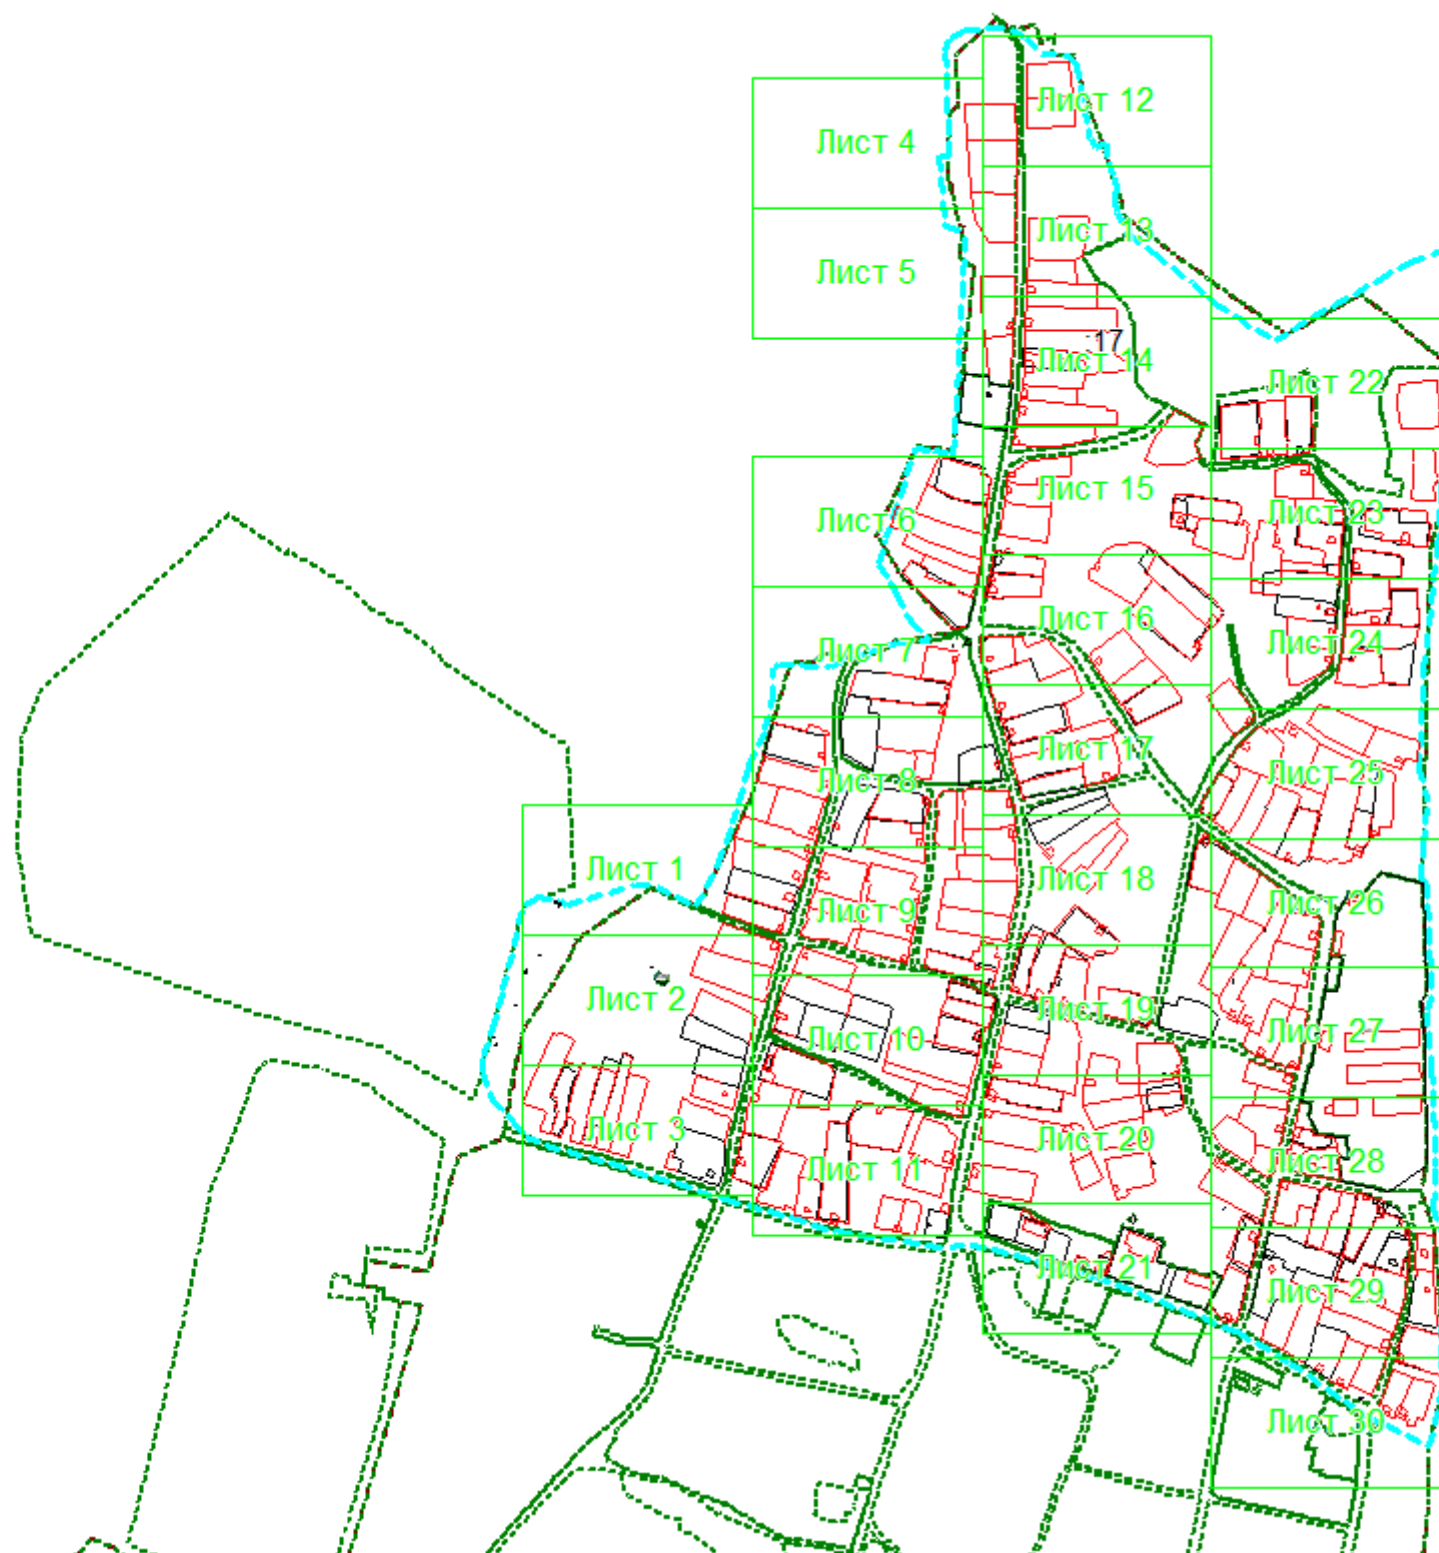 Лист 12
Лист 4
Лист 13
Лист 5
:17
Лист 14
Лист 22
Лист 15
Лист 23
Лист 6
Лист 16
Лист 24
Лист 7
Лист 17
Лист 25
Лист 8
Лист 1
Лист 18
Лист 26
Лист 9
Лист 2
Лист 19
Лист 27
Лист 10
Лист 3
Лист 20
Лист 28
Лист 11
Лист 21
Лист 29
Лист 30